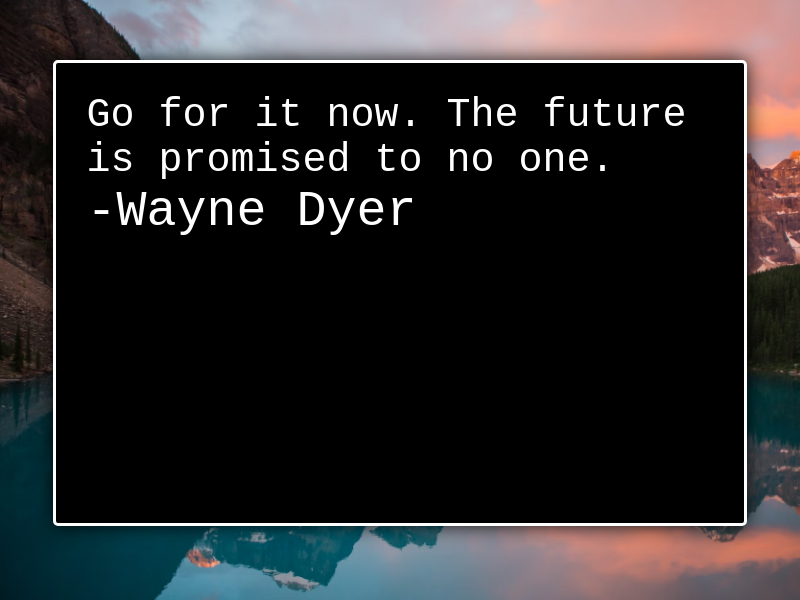 Go for it now. The future
is promised to no one.
-Wayne Dyer